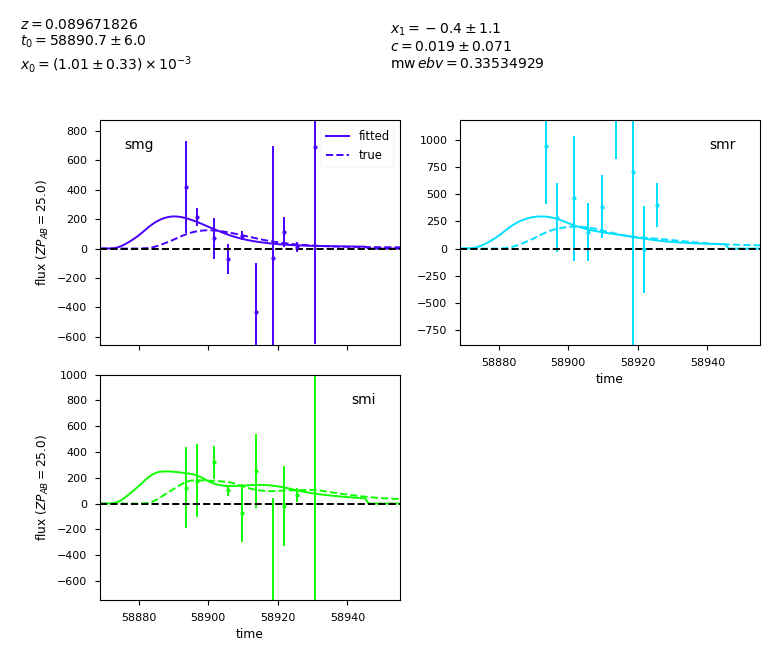 z = 0.089671826
t₀ = 58890.7 ± 6.0
x₀ = (1.01 ± 0.33) × 10⁻³
x₁ = −0.4 ± 1.1
c = 0.019 ± 0.071
mw ebv = 0.33534929
smg
fitted
true
800
600
400
200
0
−200
−400
−600
flux (ZP_AB = 25.0)
smr
1000
750
500
250
0
−250
−500
−750
58880 58900 58920 58940
time
smi
1000
800
600
400
200
0
−200
−400
−600
flux (ZP_AB = 25.0)
58880 58900 58920 58940
time